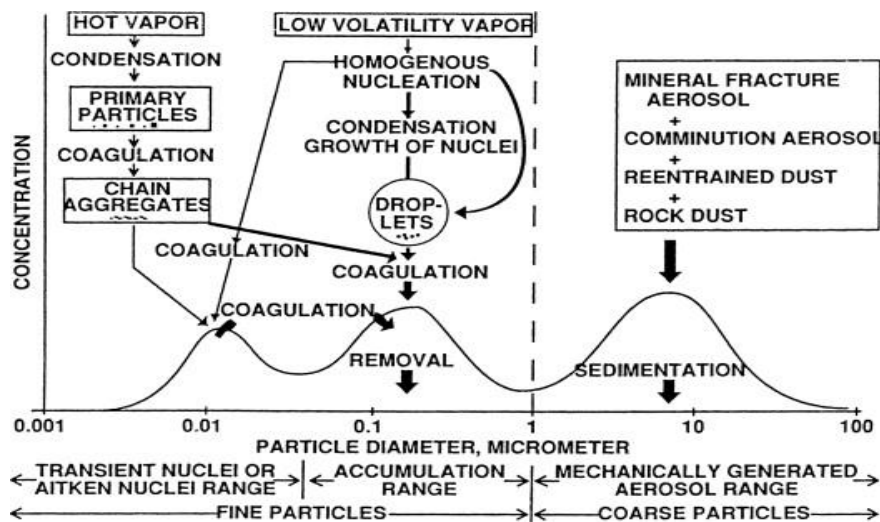 HOT VAPOR
CONDENSATION
PRIMARY
PARTICLES
COAGULATION
CHAIN
AGGREGATES
LOW VOLATILITY VAPOR
HOMOGENOUS
NUCLEATION
CONDENSATION
GROWTH OF NUCLEI
DROP-
LETS
COAGULATION
COAGULATION
COAGULATION
REMOVAL
MINERAL FRACTURE
AEROSOL
+
COMMINUTION AEROSOL
+
REENTRAINED DUST
+
ROCK DUST
SEDIMENTATION
CONCENTRATION
0.001 0.01 0.1 1 10 100
PARTICLE DIAMETER, MICROMETER
TRANSIENT NUCLEI OR
AITKEN NUCLEI RANGE
ACCUMULATION
RANGE
MECHANICALLY GENERATED
AEROSOL RANGE
FINE PARTICLES
COARSE PARTICLES